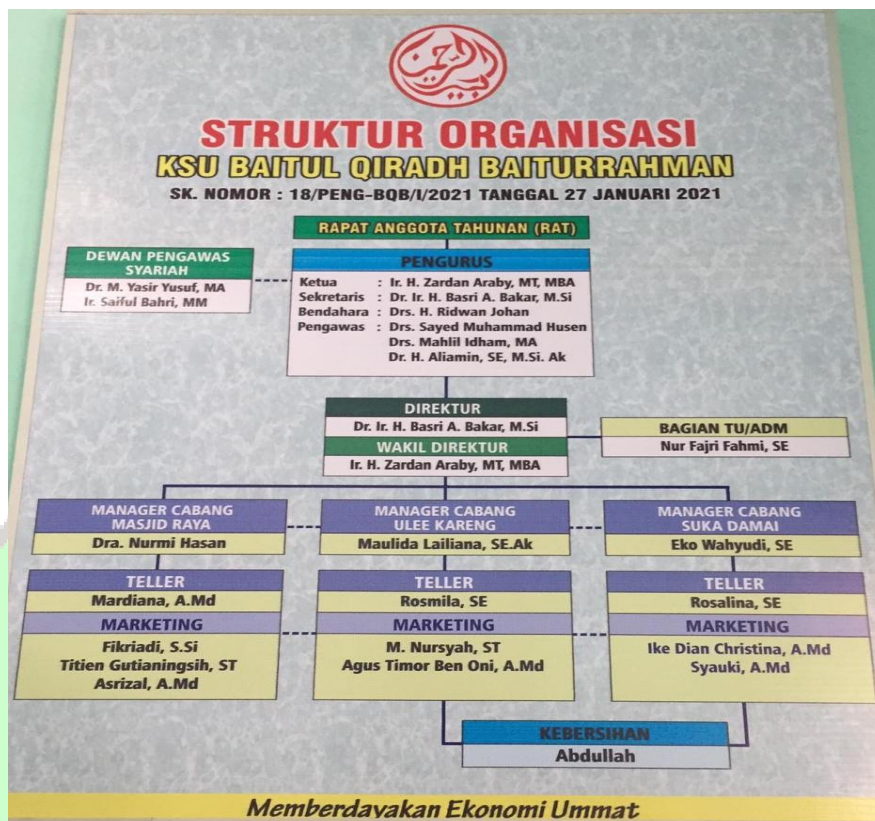 STRUKTUR ORGANISASI
KSU BAITUL QIRADH BAITURRAHMAN
SK. NOMOR : 18/PENG-BQB/I/2021 TANGGAL 27 JANUARI 2021
RAPAT ANGGOTA TAHUNAN (RAT)
DEWAN PENGAWAS
SYARIAH
Dr. M. Yasir Yusuf, MA
Ir. Saiful Bahri, MM
PENGURUS
Ketua : Ir. H. Zardan Araby, MT, MBA
Sekretaris : Dr. Ir. H. Basri A. Bakar, M.Si
Bendahara : Drs. H. Ridwan Johan
Pengawas : Drs. Sayed Muhammad Husen
Drs. Mahlil Idham, MA
Dr. H. Aliamin, SE, M.Si. Ak
DIREKTUR
Dr. Ir. H. Basri A. Bakar, M.Si
WAKIL DIREKTUR
Ir. H. Zardan Araby, MT, MBA
BAGIAN TU/ADM
Nur Fajri Fahmi, SE
MANAGER CABANG
MASJID RAYA
Dra. Nurmi Hasan
MANAGER CABANG
ULEE KARENG
Maulida Lailiana, SE.Ak
MANAGER CABANG
SUKA DAMAI
Eko Wahyudi, SE
TELLER
Mardiana, A.Md
MARKETING
Fikriadi, S.Si
Titien Gutianingsih, ST
Asrizal, A.Md
TELLER
Rosmila, SE
MARKETING
M. Nursyah, ST
Agus Timor Ben Oni, A.Md
TELLER
Rosalina, SE
MARKETING
Ike Dian Christina, A.Md
Syauki, A.Md
KEBERSIHAN
Abdullah
Memberdayakan Ekonomi Ummat